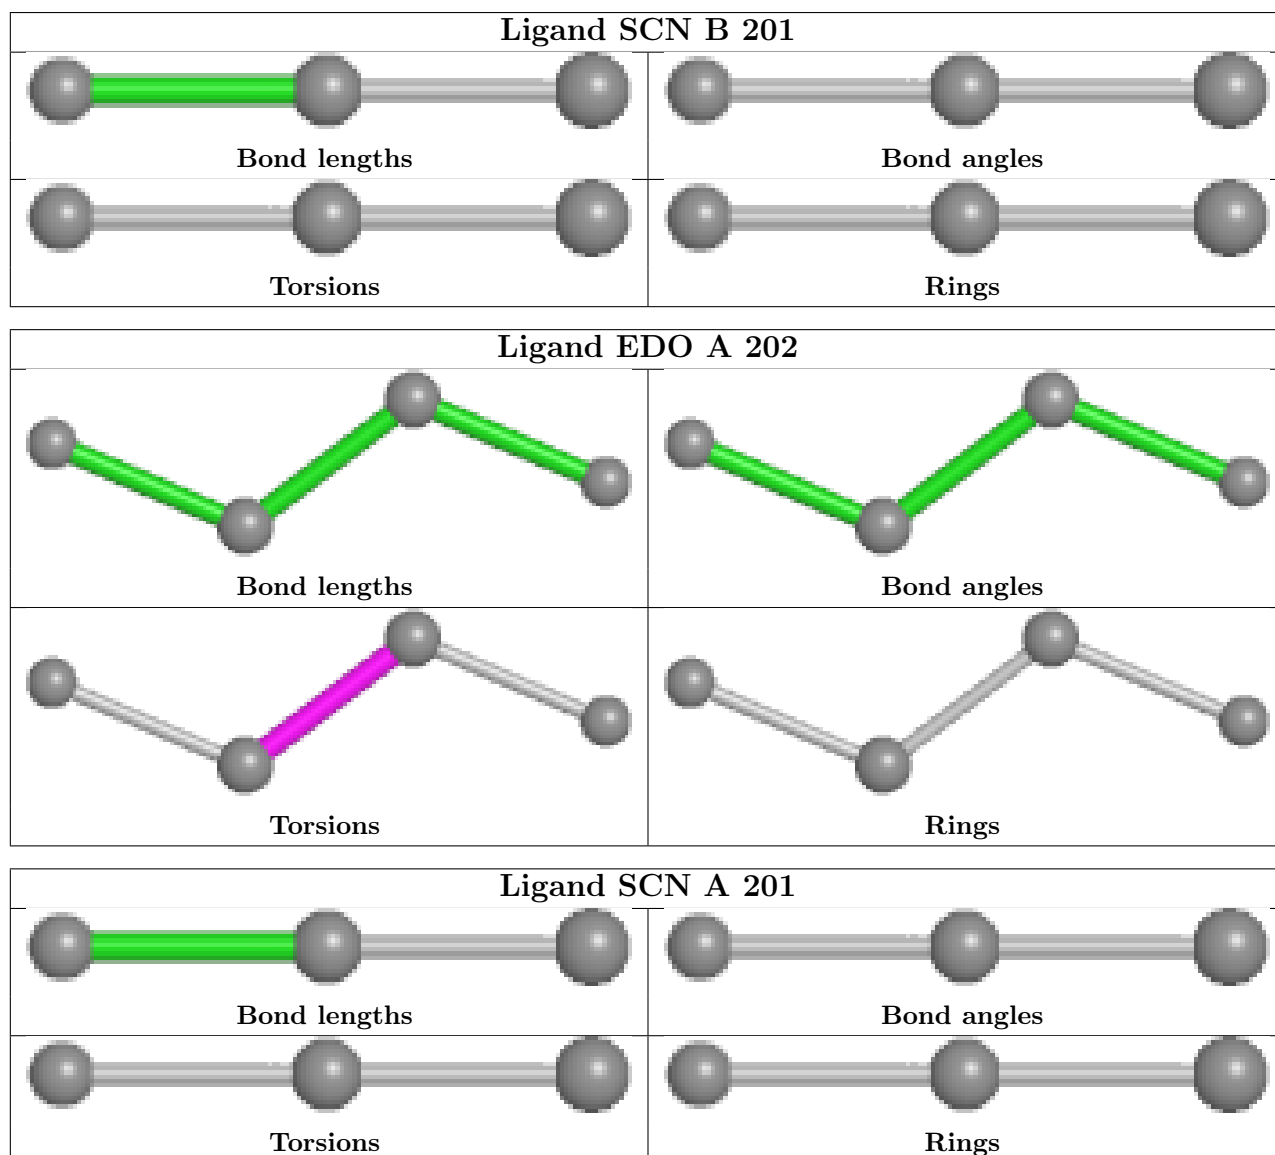 Ligand SCN B 201
Bond lengths Bond angles
Torsions Rings
Ligand EDO A 202
Bond lengths Bond angles
Torsions Rings
Ligand SCN A 201
Bond lengths Bond angles
Torsions Rings